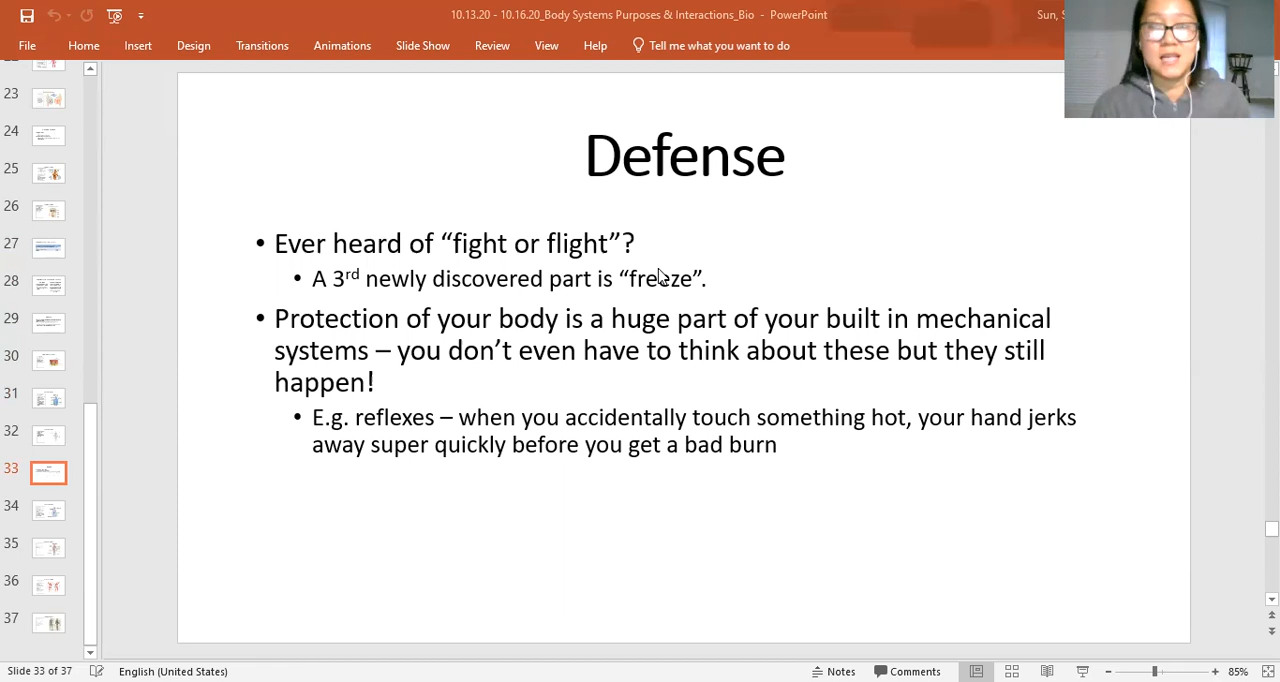 10.13.20 - 10.16.20_Body Systems Purposes & Interactions_Bio - PowerPoint
Sun,
File Home Insert Design Transitions Animations Slide Show Review View Help Tell me what you want to do
23
24
25
26
27
28
29
30
31
32
33
34
35
36
37
Defense
• Ever heard of “fight or flight”?
• A 3rd newly discovered part is “freeze”.
• Protection of your body is a huge part of your built in mechanical
systems – you don’t even have to think about these but they still
happen!
• E.g. reflexes – when you accidentally touch something hot, your hand jerks
away super quickly before you get a bad burn
Slide 33 of 37 English (United States) Notes Comments 85%